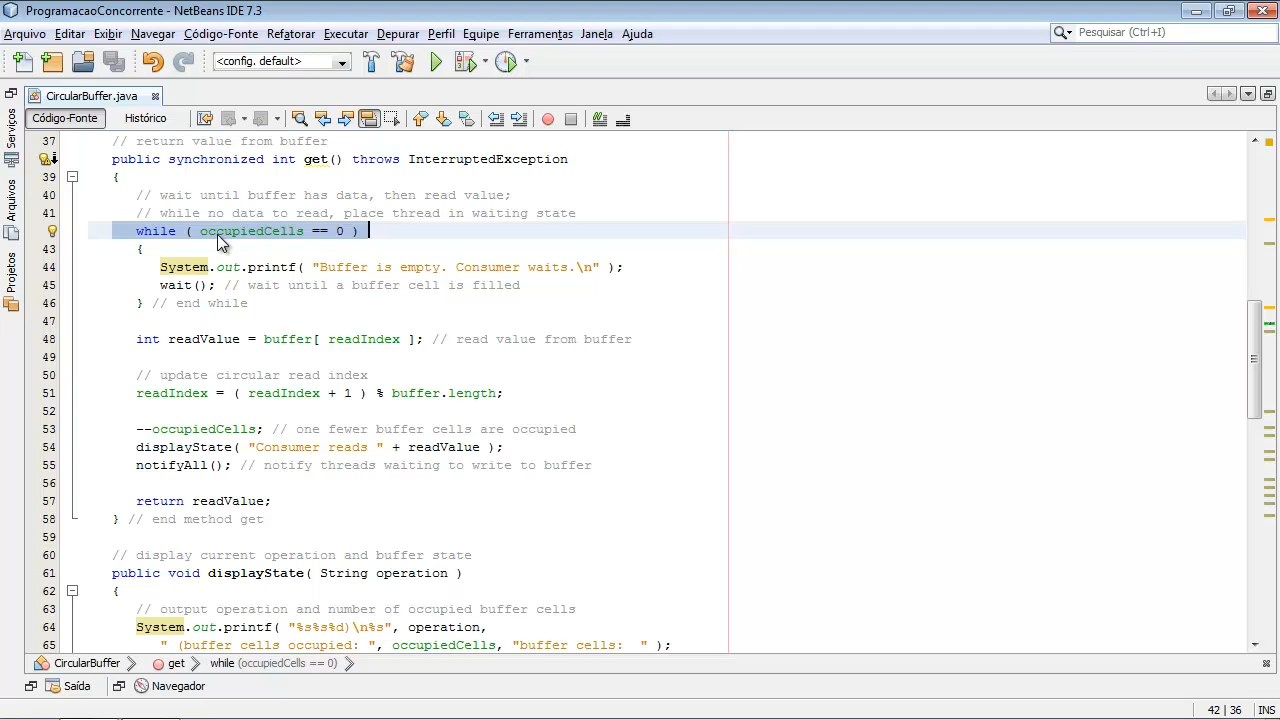 ProgramacaoConcorrente - NetBeans IDE 7.3
Arquivo Editar Exibir Navegar Código-Fonte Refatorar Executar Depurar Perfil Equipe Ferramentas Janela Ajuda
Pesquisar (Ctrl+I)
<config. default>
CircularBuffer.java
Código-Fonte Histórico
Serviços
Arquivos
Projetos
37 // return value from buffer
public synchronized int get() throws InterruptedException
39 {
40 // wait until buffer has data, then read value;
41 // while no data to read, place thread in waiting state
while ( occupiedCells == 0 )
43 {
44 System.out.printf( "Buffer is empty. Consumer waits.\n" );
45 wait(); // wait until a buffer cell is filled
46 } // end while
47
48 int readValue = buffer[ readIndex ]; // read value from buffer
49
50 // update circular read index
51 readIndex = ( readIndex + 1 ) % buffer.length;
52
53 --occupiedCells; // one fewer buffer cells are occupied
54 displayState( "Consumer reads " + readValue );
55 notifyAll(); // notify threads waiting to write to buffer
56
57 return readValue;
58 } // end method get
59
60 // display current operation and buffer state
61 public void displayState( String operation )
62 {
63 // output operation and number of occupied buffer cells
64 System.out.printf( "%s%s%d)\n%s", operation,
65 " (buffer cells occupied: ", occupiedCells, "buffer cells:  " );
CircularBuffer get while (occupiedCells == 0)
Saída Navegador
42 | 36 INS